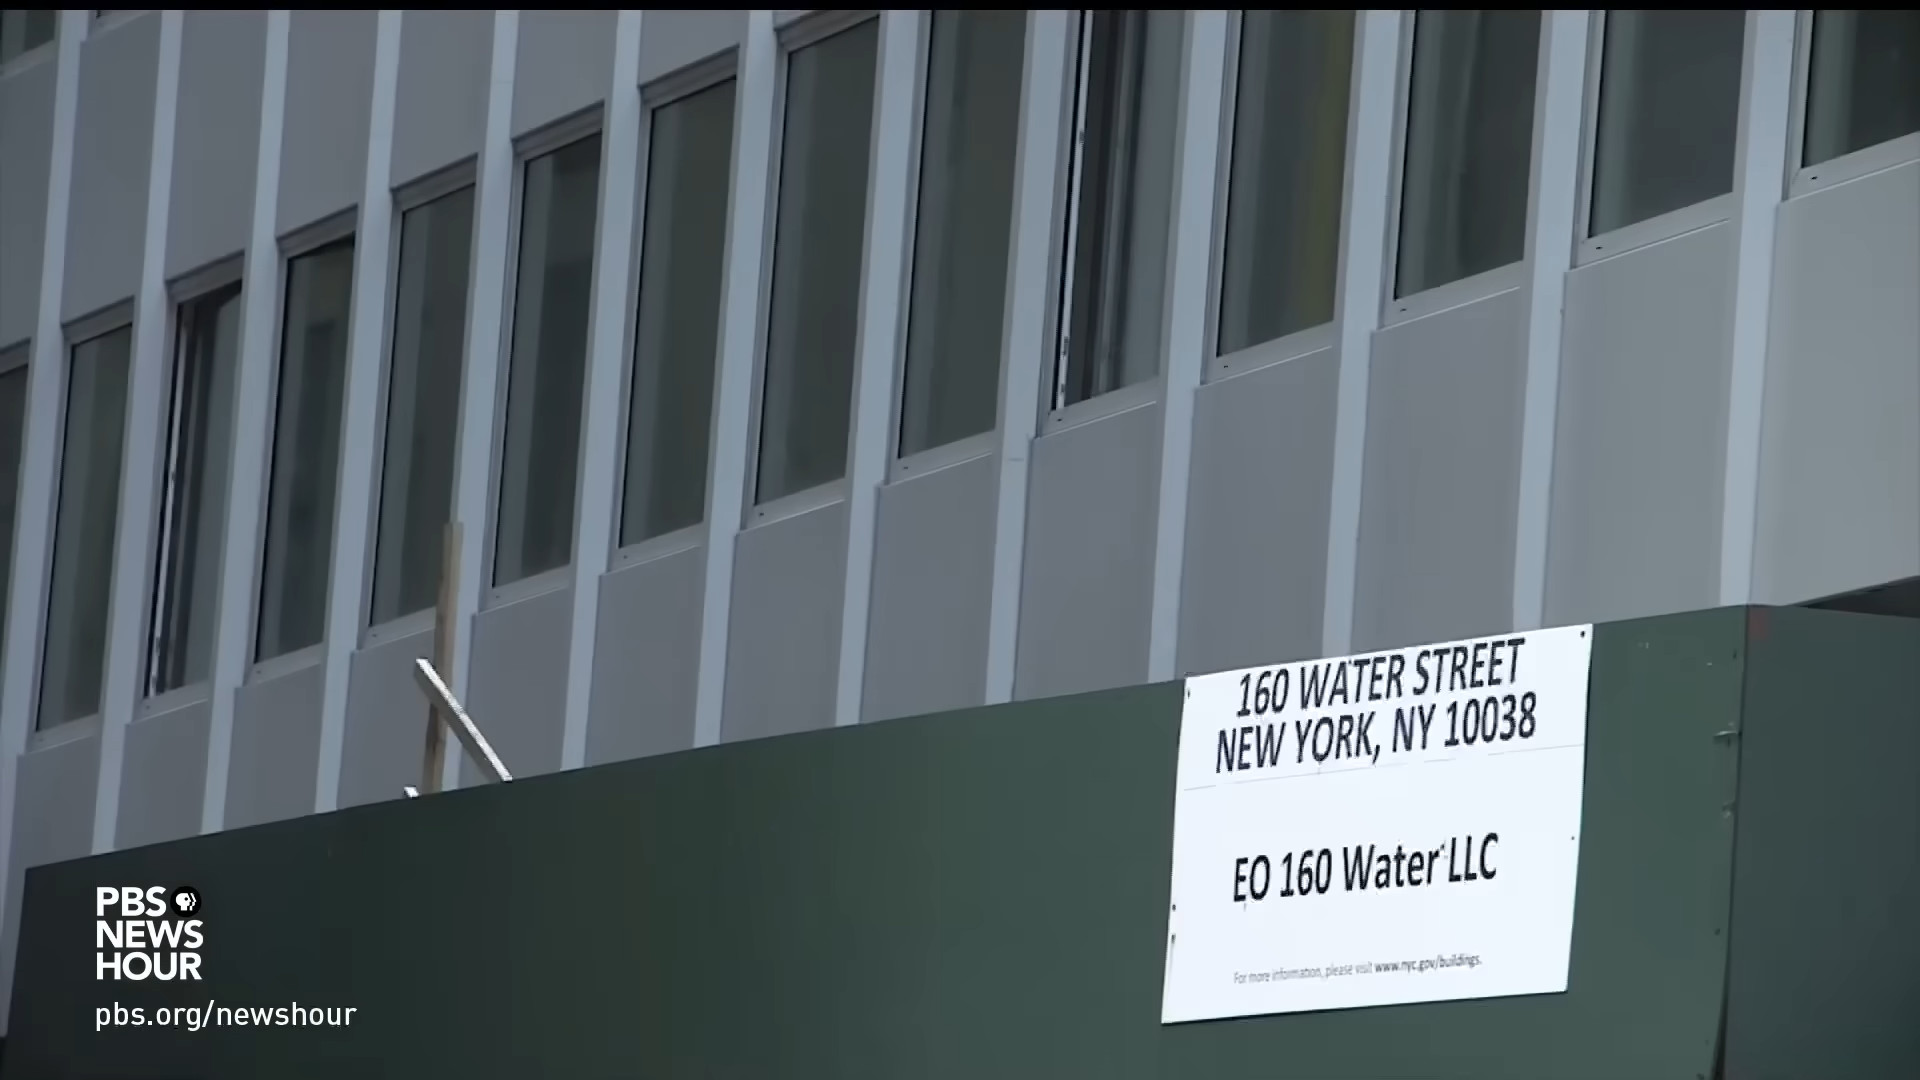 160 WATER STREET
NEW YORK, NY 10038
EO 160 Water LLC
For more information, please visit www.nyc.gov/buildings.
PBS
NEWS
HOUR
pbs.org/newshour